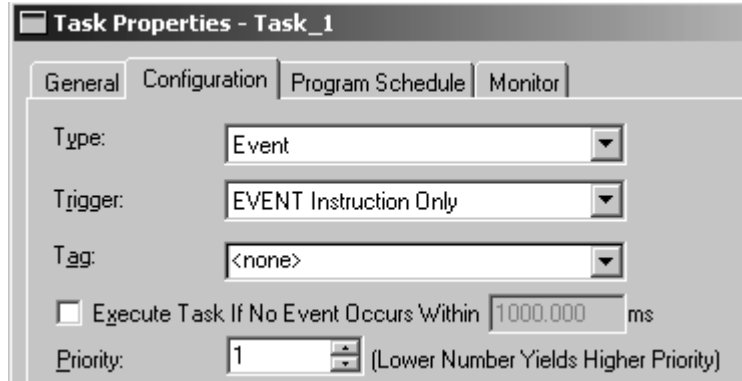 Task Properties - Task_1
General Configuration Program Schedule Monitor
Type: Event
Trigger: EVENT Instruction Only
Tag: <none>
Execute Task If No Event Occurs Within 1000.000 ms
Priority: 1 (Lower Number Yields Higher Priority)